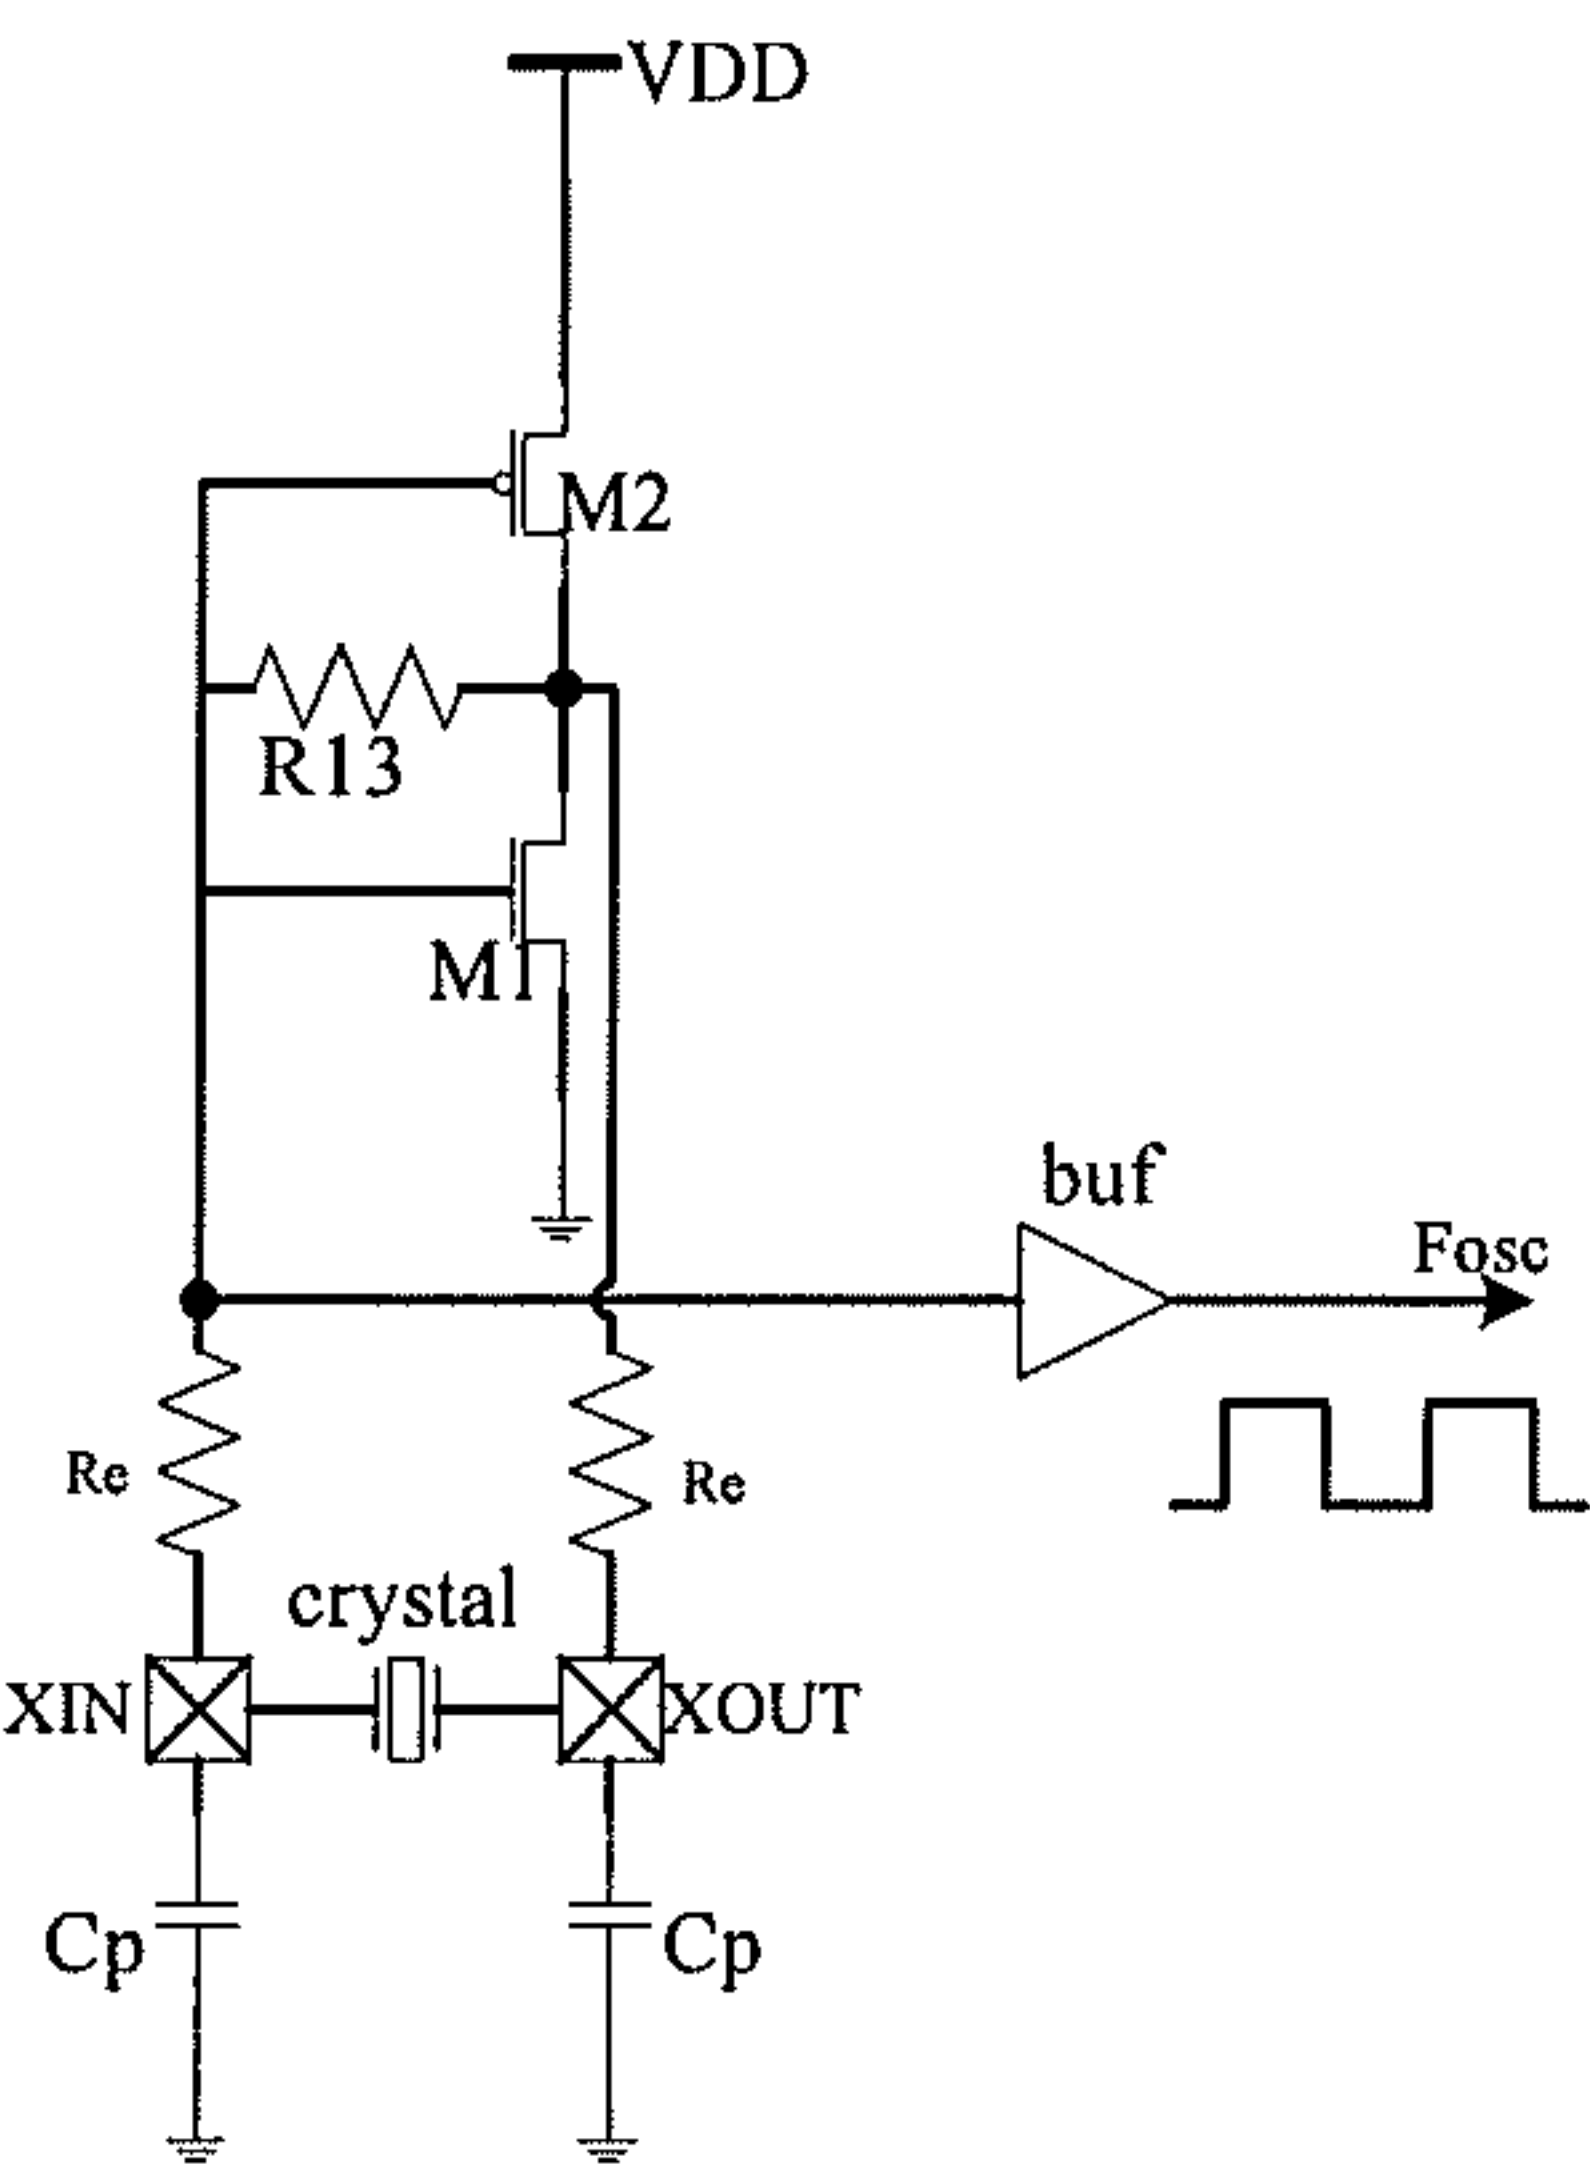 VDD
M2
R13
M1
buf
Fosc
Re
Re
crystal
XIN
XOUT
Cp
Cp